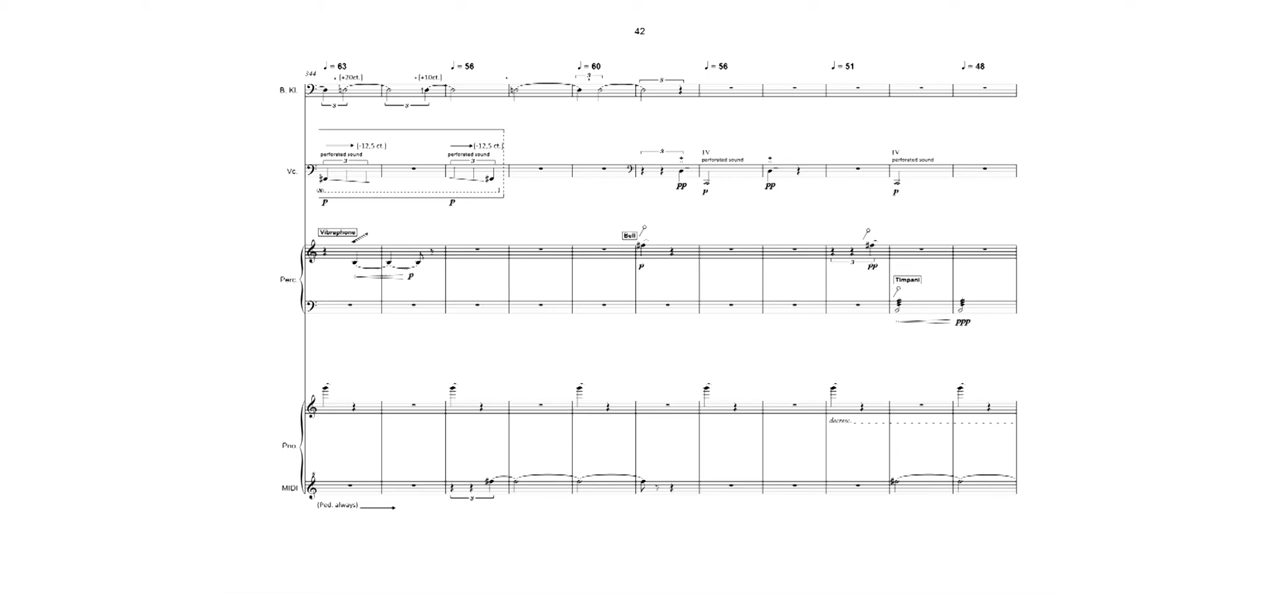 42
♩ = 63 ♩ = 56 ♩ = 60 ♩ = 56 ♩ = 51 ♩ = 48
344
[+20ct.] [+10ct.] 3
B. Kl.
3 3 3
[-12,5 ct.] [-12,5 ct.]
perforated sound perforated sound
3 3 3 IV IV
perforated sound perforated sound
Vc.
p p pp p pp p
Vibraphone Bell
p p 3 pp
Perc.
Timpani
ppp
decresc.
Pno.
MIDI
3
(Ped. always)